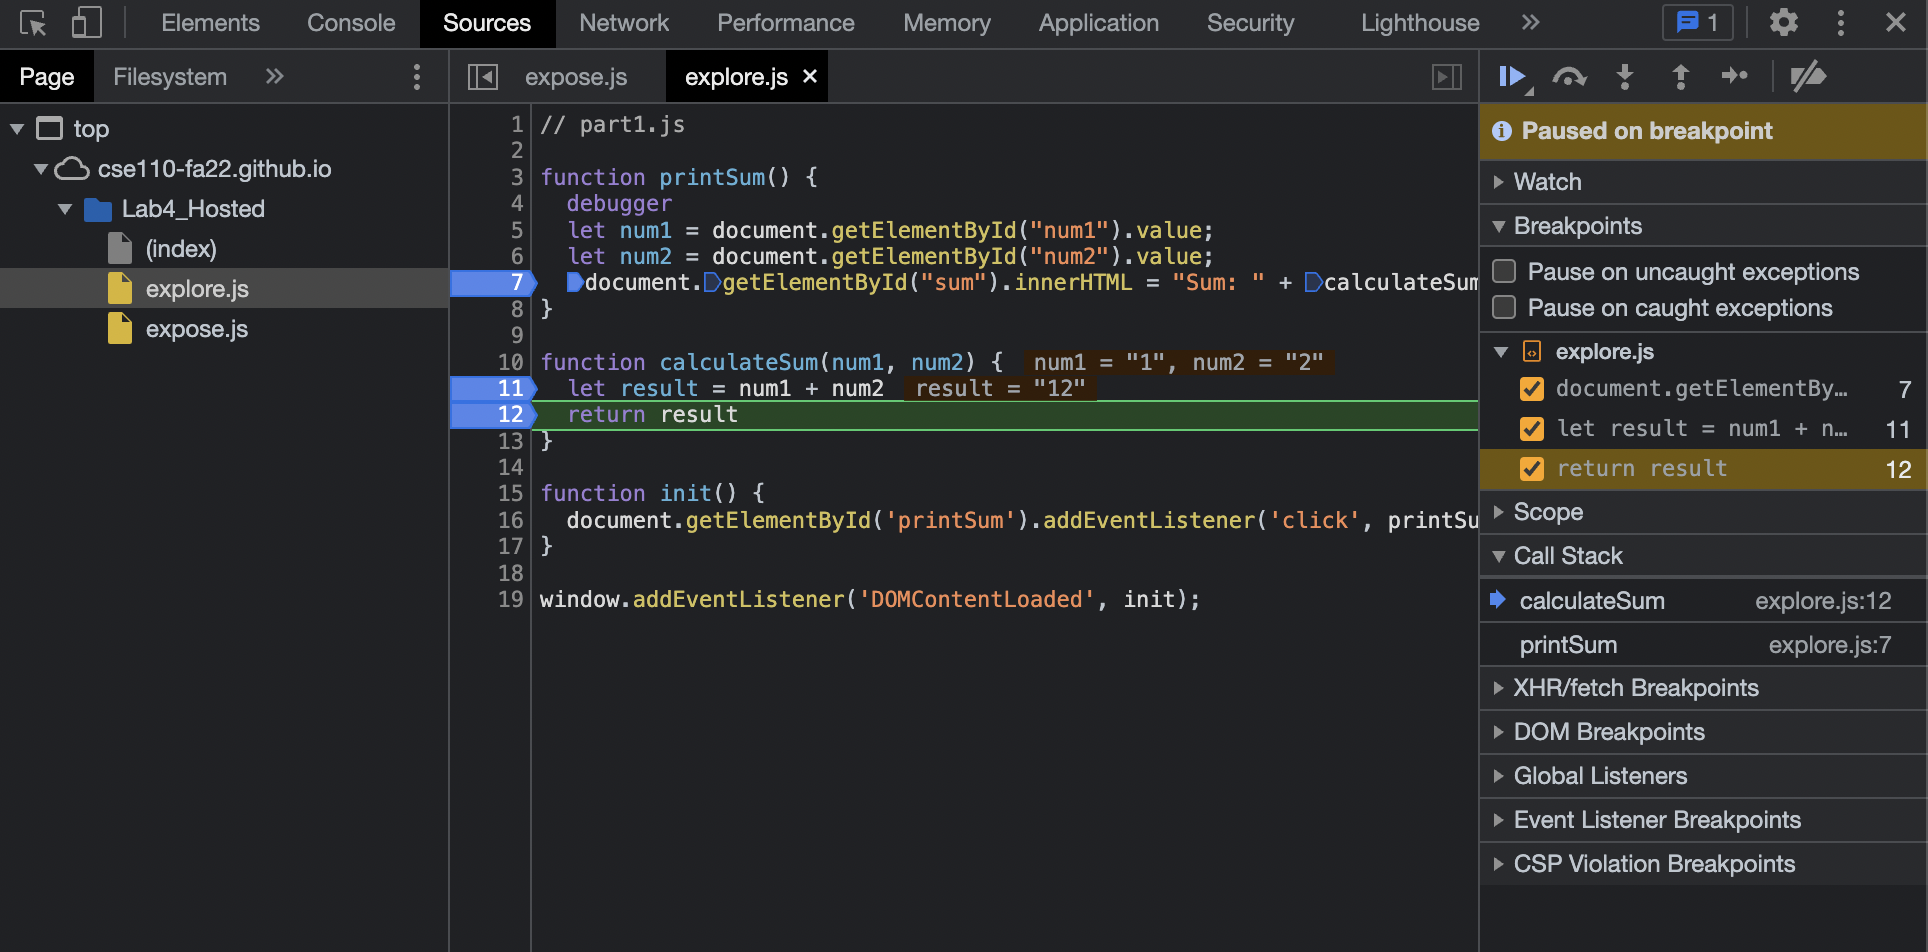 Elements Console Sources Network Performance Memory Application Security Lighthouse » 1
Page Filesystem »
expose.js explore.js ×
top
cse110-fa22.github.io
Lab4_Hosted
(index)
explore.js
expose.js
1 // part1.js
2
3 function printSum() {
4   debugger
5   let num1 = document.getElementById("num1").value;
6   let num2 = document.getElementById("num2").value;
7   document.getElementById("sum").innerHTML = "Sum: " + calculateSum
8 }
9
10 function calculateSum(num1, num2) { num1 = "1", num2 = "2"
11   let result = num1 + num2 result = "12"
12   return result
13 }
14
15 function init() {
16   document.getElementById('printSum').addEventListener('click', printSu
17 }
18
19 window.addEventListener('DOMContentLoaded', init);
Paused on breakpoint
Watch
Breakpoints
Pause on uncaught exceptions
Pause on caught exceptions
explore.js
document.getElementBy… 7
let result = num1 + n… 11
return result 12
Scope
Call Stack
calculateSum explore.js:12
printSum explore.js:7
XHR/fetch Breakpoints
DOM Breakpoints
Global Listeners
Event Listener Breakpoints
CSP Violation Breakpoints